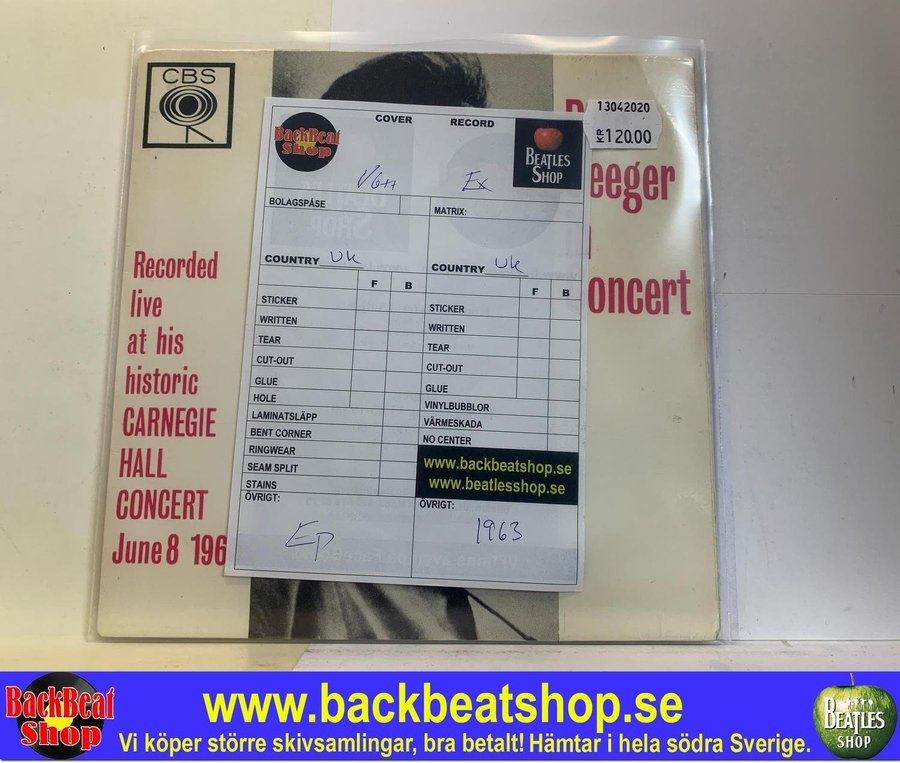 CBS
Recorded
live
at his
historic
CARNEGIE
HALL
CONCERT
June 8 196
eeger
oncert
13042020
KR 120.00
BackBeat
Shop
COVER
RECORD
BEATLES
SHOP
VG++
Ex
BOLAGSPÅSE
MATRIX:
COUNTRY UK
COUNTRY UK
F B
F B
STICKER
WRITTEN
TEAR
CUT-OUT
GLUE
HOLE
LAMINATSLÄPP
BENT CORNER
RINGWEAR
SEAM SPLIT
STAINS
ÖVRIGT:
Ep
STICKER
WRITTEN
TEAR
CUT-OUT
GLUE
VINYLBUBBLOR
VÄRMESKADA
NO CENTER
www.backbeatshop.se
www.beatlesshop.se
ÖVRIGT:
1963
BackBeat
Shop
www.backbeatshop.se
Vi köper större skivsamlingar, bra betalt! Hämtar i hela södra Sverige.
BEATLES
SHOP